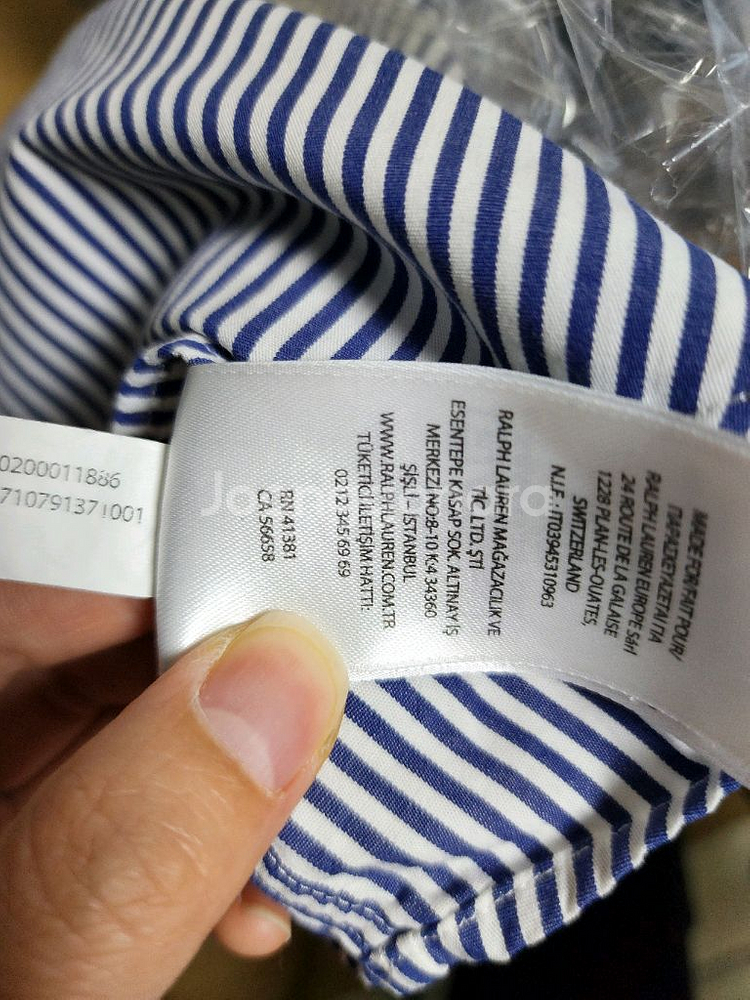 MADE FOR/FAIT POUR/
ΠΑΡΑΣΚΕΥΑΖΕΤΑΙ ΓΙΑ
RALPH LAUREN EUROPE Sàrl
24 ROUTE DE LA GALAISE
1228 PLAN-LES-OUATES,
SWITZERLAND
N.I.F.: IT03945310963
RALPH LAUREN MAĞAZACILIK VE
TİC. LTD. ŞTİ
ESENTEPE KASAP SOK. ALTINAY İŞ
MERKEZİ NO:8-10 K:4 34360
ŞİŞLİ - İSTANBUL
WWW.RALPHLAUREN.COM.TR
TÜKETİCİ İLETİŞİM HATTI:
0212 345 69 69
RN 41381
CA 56658
0200011886
710791371001